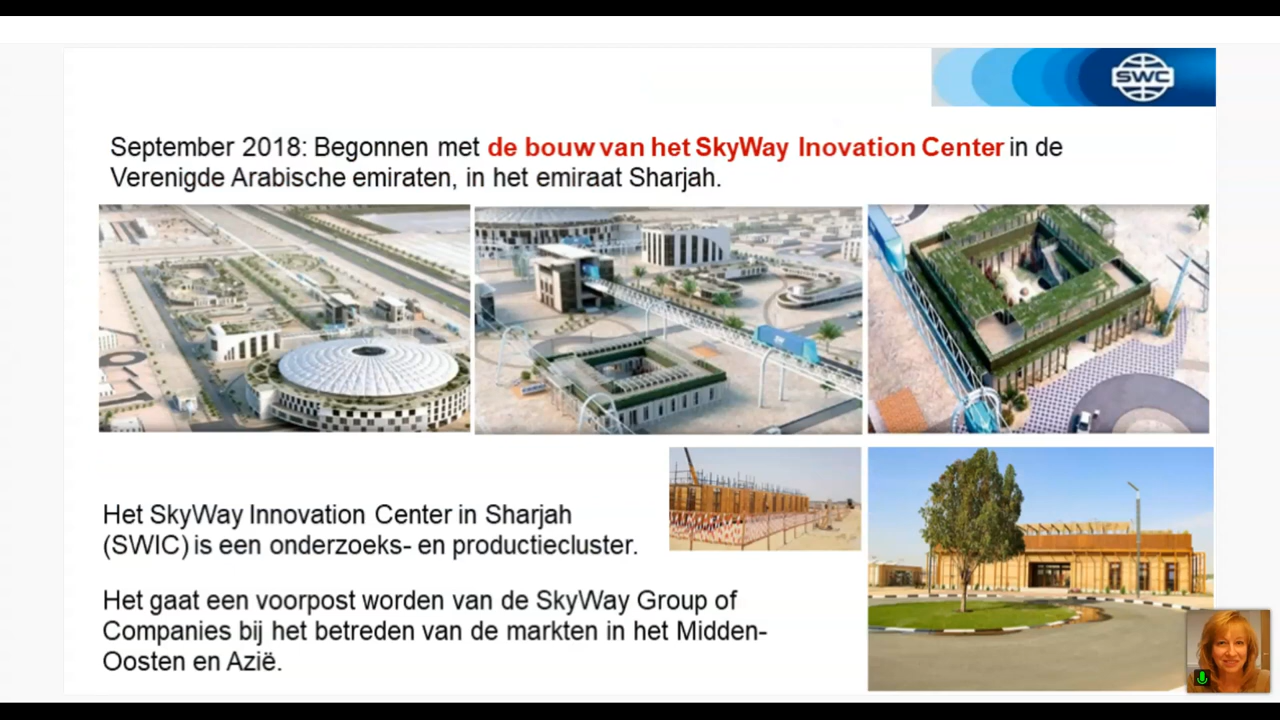 SWC
September 2018: Begonnen met de bouw van het SkyWay Inovation Center in de
Verenigde Arabische emiraten, in het emiraat Sharjah.
Het SkyWay Innovation Center in Sharjah
(SWIC) is een onderzoeks- en productiecluster.
Het gaat een voorpost worden van de SkyWay Group of
Companies bij het betreden van de markten in het Midden-
Oosten en Azië.